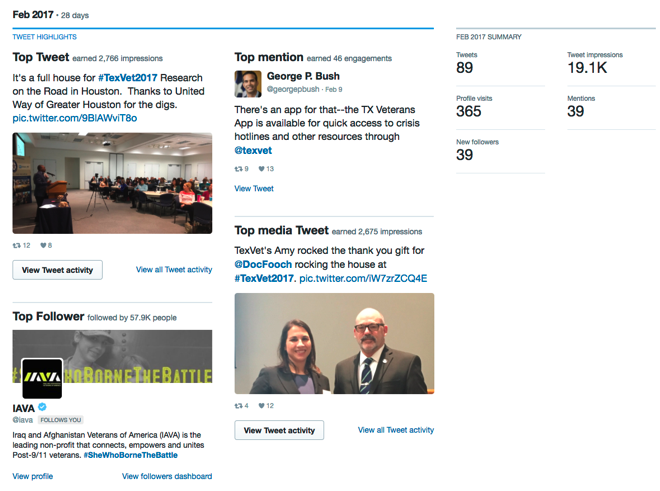 Feb 2017 • 28 days
TWEET HIGHLIGHTS
Top Tweet earned 2,766 impressions
It's a full house for #TexVet2017 Research
on the Road in Houston. Thanks to United
Way of Greater Houston for the digs.
pic.twitter.com/9BlAWviT8o
12 8
View Tweet activity
View all Tweet activity
Top Follower followed by 57.9K people
HOBORNETHEBATTLE
IAVA
IAVA
@iava FOLLOWS YOU
Iraq and Afghanistan Veterans of America (IAVA) is the
leading non-profit that connects, empowers and unites
Post-9/11 veterans. #SheWhoBorneTheBattle
View profile
View followers dashboard
Top mention earned 46 engagements
George P. Bush
@georgepbush · Feb 9
There's an app for that--the TX Veterans
App is available for quick access to crisis
hotlines and other resources through
@texvet
9 13
View Tweet
Top media Tweet earned 2,675 impressions
TexVet's Amy rocked the thank you gift for
@DocFooch rocking the house at
#TexVet2017. pic.twitter.com/iW7zrZCQ4E
4 12
View Tweet activity
View all Tweet activity
FEB 2017 SUMMARY
Tweets
89
Tweet impressions
19.1K
Profile visits
365
Mentions
39
New followers
39